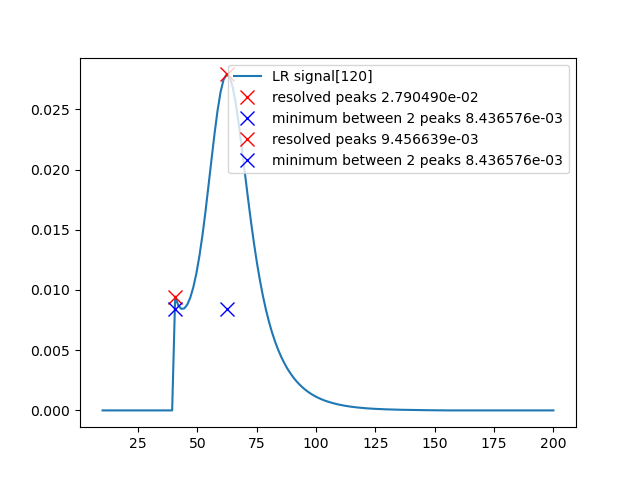 LR signal[120]
resolved peaks 2.790490e-02
minimum between 2 peaks 8.436576e-03
resolved peaks 9.456639e-03
minimum between 2 peaks 8.436576e-03
0.025
0.020
0.015
0.010
0.005
0.000
25 50 75 100 125 150 175 200